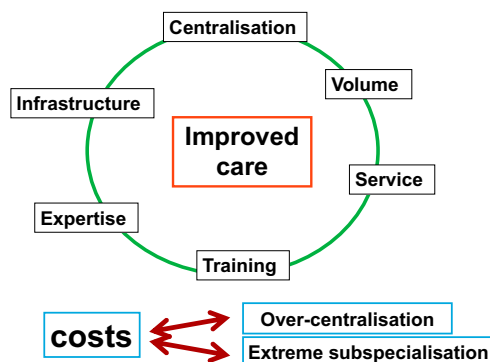 Centralisation
Volume
Infrastructure
Improved
care
Service
Expertise
Training
costs
Over-centralisation
Extreme subspecialisation